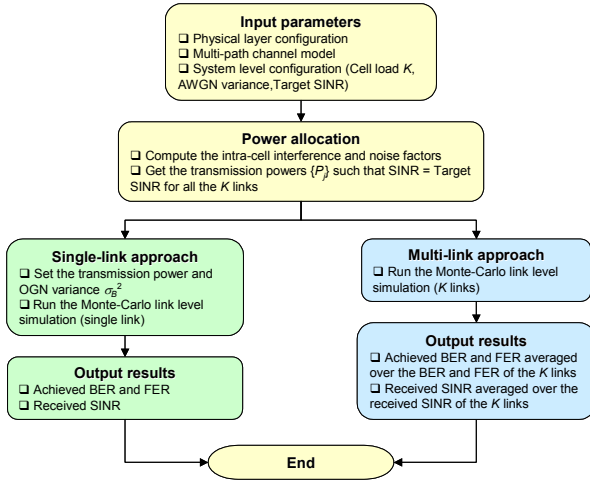 Input parameters
❑ Physical layer configuration
❑ Multi-path channel model
❑ System level configuration (Cell load K,
AWGN variance,Target SINR)
Power allocation
❑ Compute the intra-cell interference and noise factors
❑ Get the transmission powers {Pj} such that SINR = Target
SINR for all the K links
Single-link approach
❑ Set the transmission power and
OGN variance σB²
❑ Run the Monte-Carlo link level
simulation (single link)
Output results
❑ Achieved BER and FER
❑ Received SINR
Multi-link approach
❑ Run the Monte-Carlo link level
simulation (K links)
Output results
❑ Achieved BER and FER averaged
over the BER and FER of the K links
❑ Received SINR averaged over the
received SINR of the K links
End